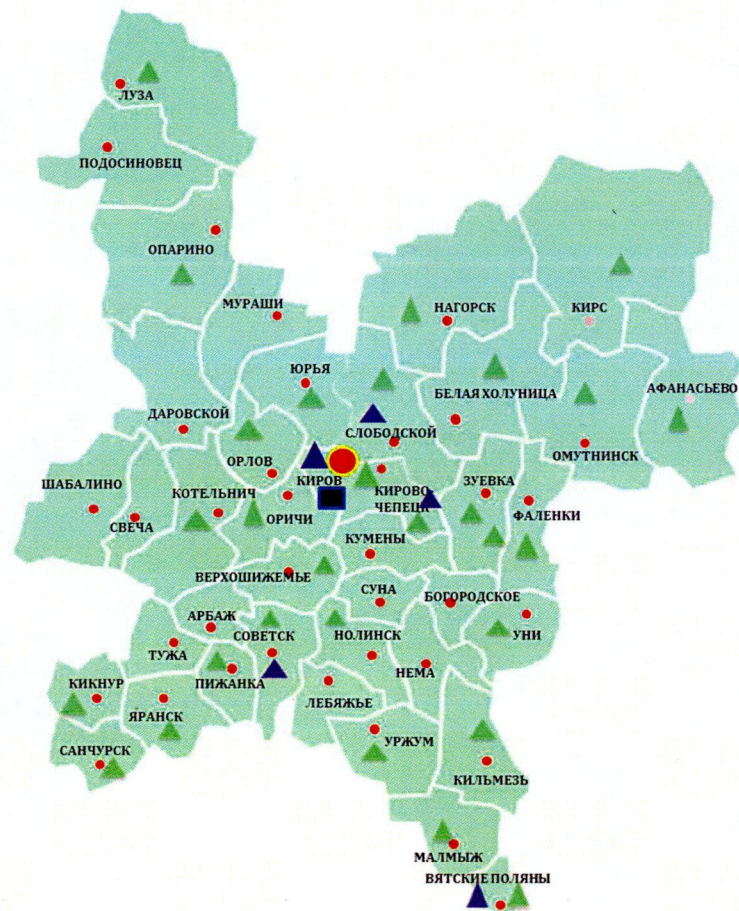 ЛУЗА
ПОДОСИНОВЕЦ
ОПАРИНО
МУРАШИ
НАГОРСК
КИРС
ЮРЬЯ
БЕЛАЯ ХОЛУНИЦА
АФАНАСЬЕВО
ДАРОВСКОЙ
СЛОБОДСКОЙ
ОМУТНИНСК
ОРЛОВ
ШАБАЛИНО
КОТЕЛЬНИЧ
КИРОВ
КИРОВО
ЧЕПЕЦК
ЗУЕВКА
СВЕЧА
ОРИЧИ
ФАЛЕНКИ
КУМЕНЫ
ВЕРХОШИЖЕМЬЕ
СУНА
БОГОРОДСКОЕ
АРБАЖ
СОВЕТСК
НОЛИНСК
УНИ
ТУЖА
ПИЖАНКА
НЕМА
КИКНУР
ЛЕБЯЖЬЕ
ЯРАНСК
УРЖУМ
САНЧУРСК
КИЛЬМЕЗЬ
МАЛМЫЖ
ВЯТСКИЕ ПОЛЯНЫ